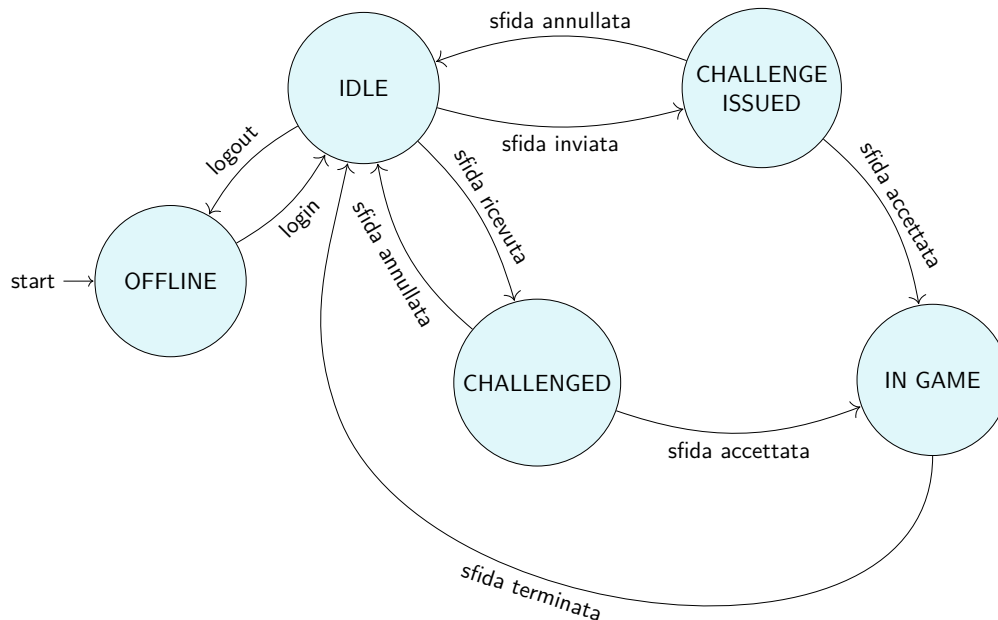 sfida annullata
IDLE
CHALLENGE
ISSUED
sfida inviata
logout
login
sfida ricevuta
sfida annullata
sfida accettata
start
OFFLINE
CHALLENGED
IN GAME
sfida accettata
sfida terminata